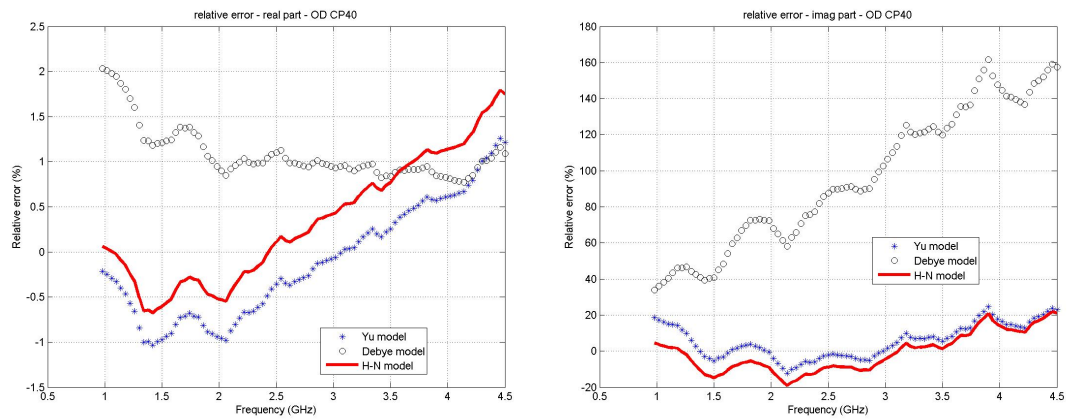 relative error - real part - OD CP40
2.5
2
1.5
1
0.5
0
-0.5
-1
-1.5
Relative error (%)
0.5 1 1.5 2 2.5 3 3.5 4 4.5
Frequency (GHz)
Yu model
Debye model
H-N model
relative error - imag part - OD CP40
180
160
140
120
100
80
60
40
20
0
-20
Relative error (%)
0.5 1 1.5 2 2.5 3 3.5 4 4.5
Frequency (GHz)
Yu model
Debye model
H-N model